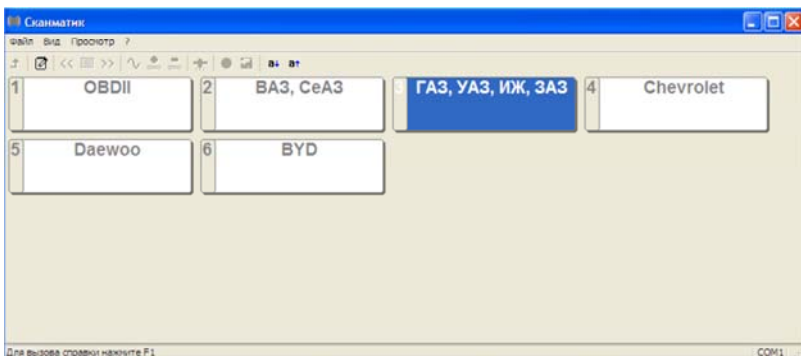 Сканматик
Файл Вид Просмотр ?
a↓ a↑
1 OBDII 2 ВАЗ, СеАЗ 3 ГАЗ, УАЗ, ИЖ, ЗАЗ 4 Chevrolet
5 Daewoo 6 BYD
Для вызова справки нажмите F1 COM1